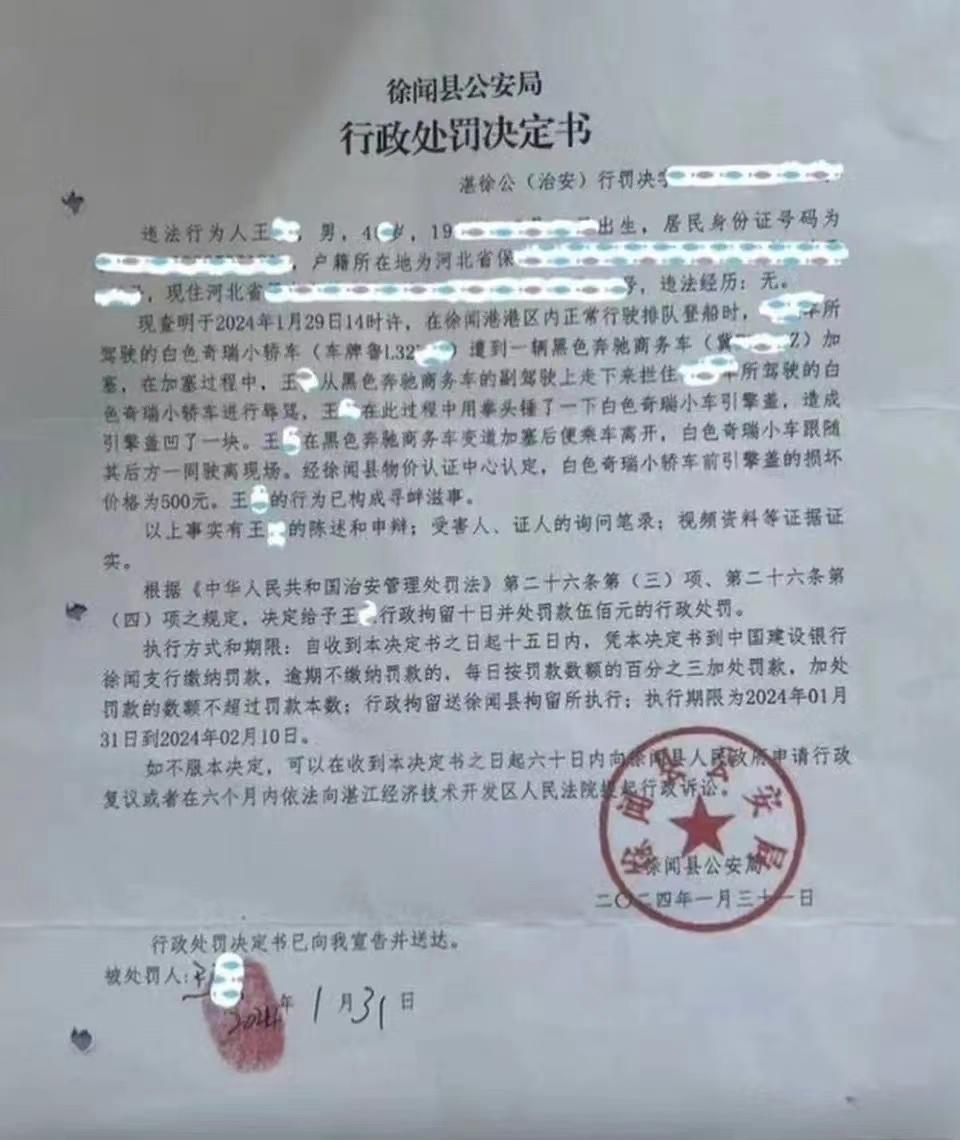 徐闻县公安局
行政处罚决定书
湛徐公（治安）行罚决字
违法行为人王 ，男，4 岁，19 出生，居民身份证号码为
，户籍所在地为河北省保
，现住河北省 号，违法经历：无。
现查明于2024年1月29日14时许，在徐闻港港区内正常行驶排队登船时， 所
驾驶的白色奇瑞小轿车（车牌鲁L32 ）遭到一辆黑色奔驰商务车（冀 Z）加
塞，在加塞过程中，王 从黑色奔驰商务车的副驾驶上走下来拦住 所驾驶的白
色奇瑞小轿车进行辱骂，王 在此过程中用拳头锤了一下白色奇瑞小车引擎盖，造成
引擎盖凹了一块。王 在黑色奔驰商务车变道加塞后便乘车离开，白色奇瑞小车跟随
其后方一同驶离现场。经徐闻县物价认证中心认定，白色奇瑞小轿车前引擎盖的损坏
价格为500元。王 的行为已构成寻衅滋事。
以上事实有王 的陈述和申辩；受害人、证人的询问笔录；视频资料等证据证
实。
根据《中华人民共和国治安管理处罚法》第二十六条第（三）项、第二十六条第
（四）项之规定，决定给予王 行政拘留十日并处罚款伍佰元的行政处罚。
执行方式和期限：自收到本决定书之日起十五日内，凭本决定书到中国建设银行
徐闻支行缴纳罚款，逾期不缴纳罚款的，每日按罚款数额的百分之三加处罚款，加处
罚款的数额不超过罚款本数；行政拘留送徐闻县拘留所执行；执行期限为2024年01月
31日到2024年02月10日。
如不服本决定，可以在收到本决定书之日起六十日内向徐闻县人民政府申请行政
复议或者在六个月内依法向湛江经济技术开发区人民法院提起行政诉讼。
徐闻县公安局
徐闻县公安局
二〇二四年一月三十一日
行政处罚决定书已向我宣告并送达。
被处罚人:王
2024年 1月31日